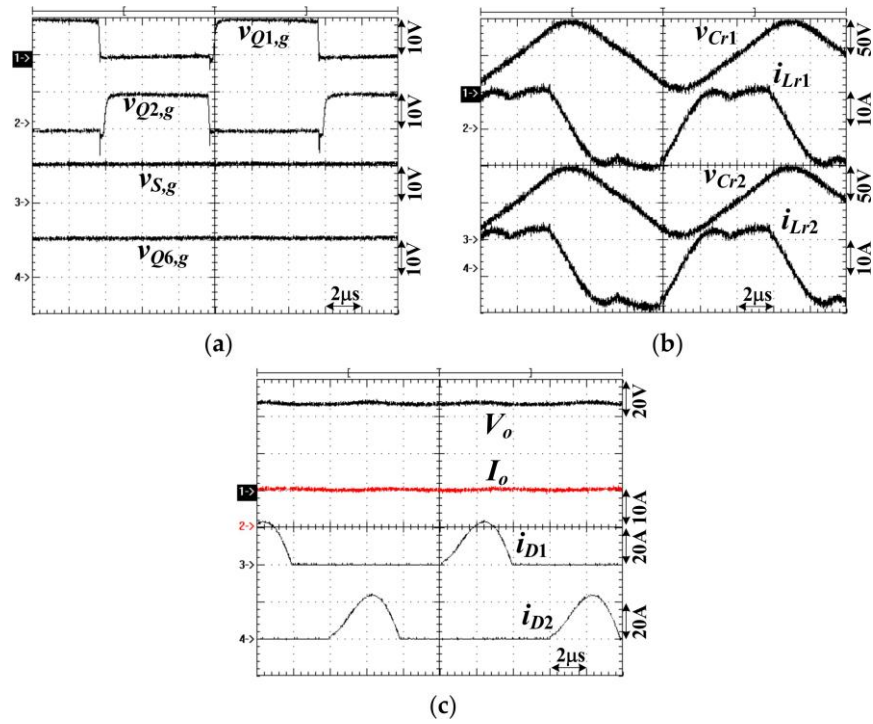 1->
vQ1,g
10V
2->
vQ2,g
10V
3->
vS,g
10V
4->
vQ6,g
10V
2μs
(a)
1->
vCr1
50V
iLr1
10A
2->
vCr2
50V
3->
iLr2
10A
4->
2μs
(b)
20V
Vo
1->
Io
10A
2->
iD1
20A
3->
iD2
20A
4->
2μs
(c)